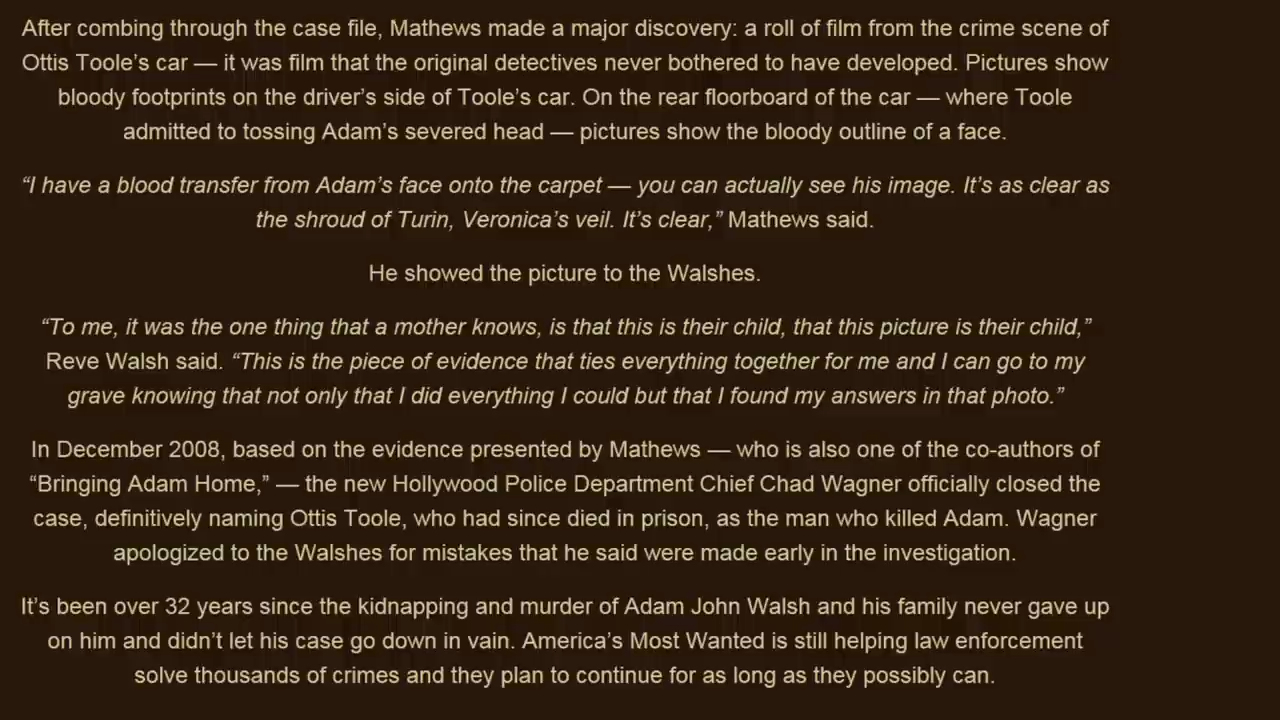 After combing through the case file, Mathews made a major discovery: a roll of film from the crime scene of
Ottis Toole’s car — it was film that the original detectives never bothered to have developed. Pictures show
bloody footprints on the driver’s side of Toole’s car. On the rear floorboard of the car — where Toole
admitted to tossing Adam’s severed head — pictures show the bloody outline of a face.
“I have a blood transfer from Adam’s face onto the carpet — you can actually see his image. It’s as clear as
the shroud of Turin, Veronica’s veil. It’s clear,” Mathews said.
He showed the picture to the Walshes.
“To me, it was the one thing that a mother knows, is that this is their child, that this picture is their child,”
Reve Walsh said. “This is the piece of evidence that ties everything together for me and I can go to my
grave knowing that not only that I did everything I could but that I found my answers in that photo.”
In December 2008, based on the evidence presented by Mathews — who is also one of the co-authors of
“Bringing Adam Home,” — the new Hollywood Police Department Chief Chad Wagner officially closed the
case, definitively naming Ottis Toole, who had since died in prison, as the man who killed Adam. Wagner
apologized to the Walshes for mistakes that he said were made early in the investigation.
It’s been over 32 years since the kidnapping and murder of Adam John Walsh and his family never gave up
on him and didn’t let his case go down in vain. America’s Most Wanted is still helping law enforcement
solve thousands of crimes and they plan to continue for as long as they possibly can.